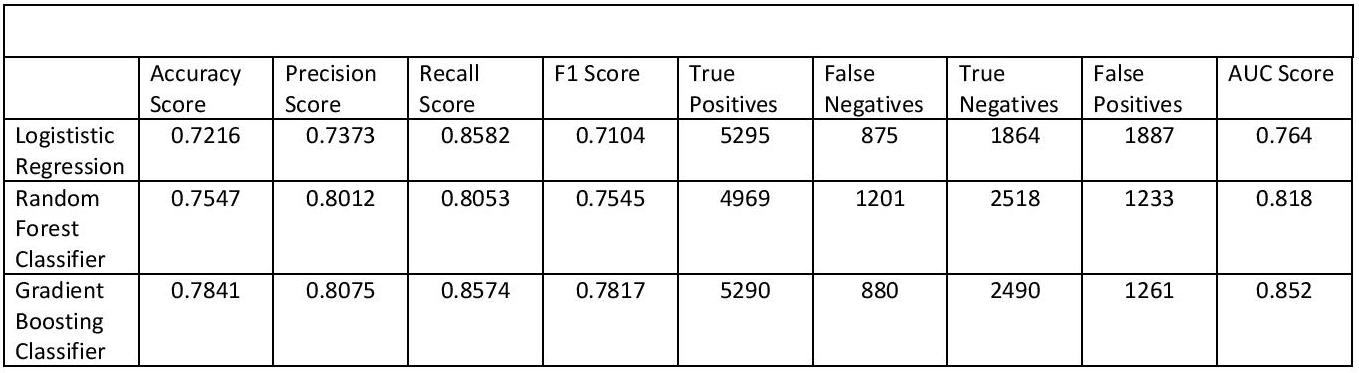 Accuracy Score Precision Score Recall Score F1 Score True Positives False Negatives True Negatives False Positives AUC Score
Logististic Regression 0.7216 0.7373 0.8582 0.7104 5295 875 1864 1887 0.764
Random Forest Classifier 0.7547 0.8012 0.8053 0.7545 4969 1201 2518 1233 0.818
Gradient Boosting Classifier 0.7841 0.8075 0.8574 0.7817 5290 880 2490 1261 0.852